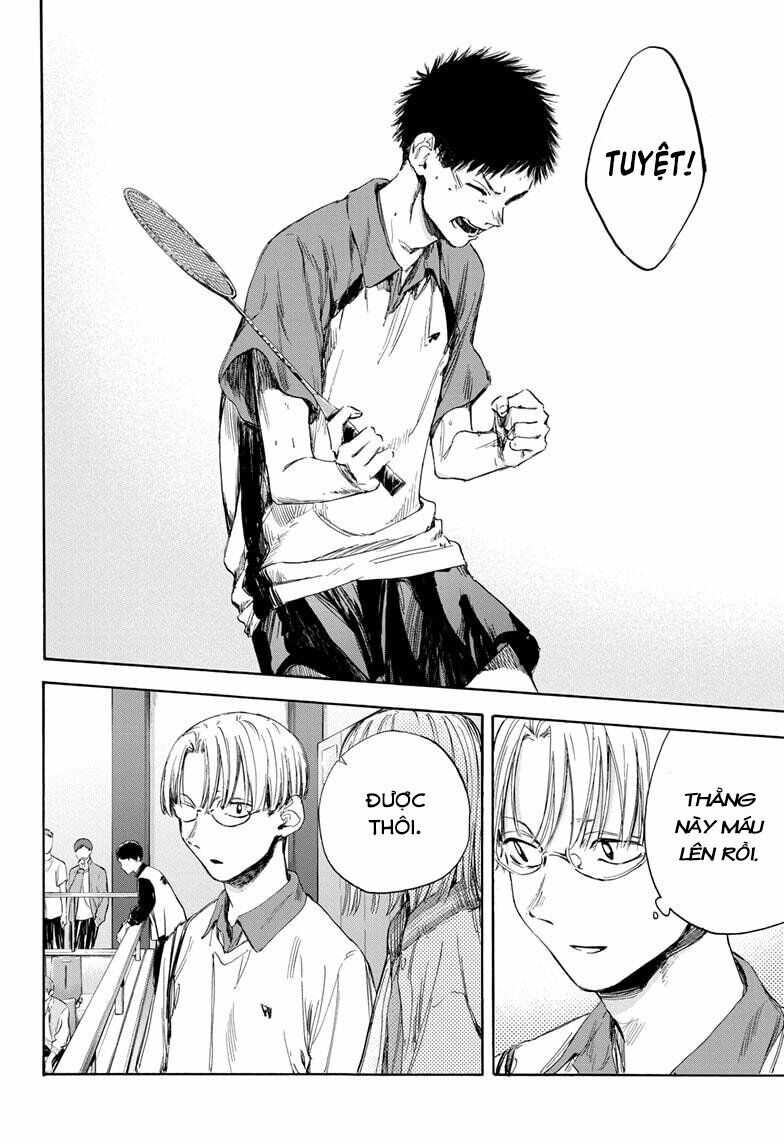 TUYỆT!
THẰNG
NÀY MÁU
LÊN RỒI.
ĐƯỢC
THÔI.